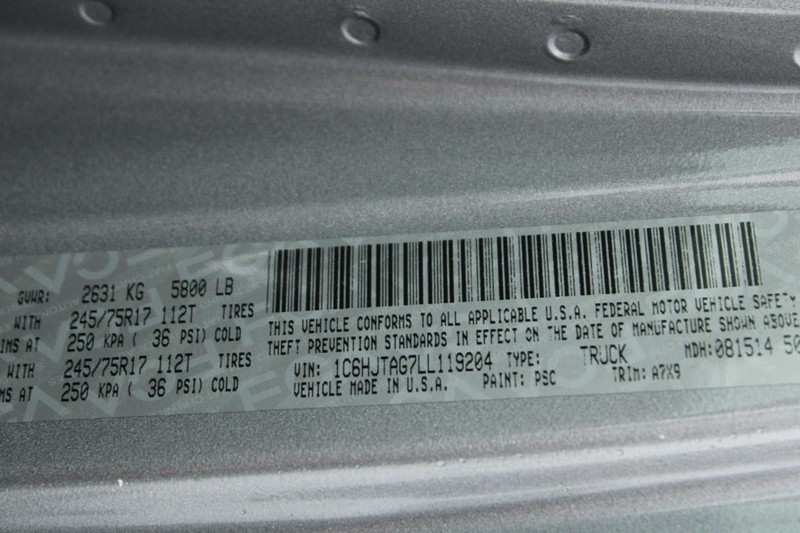 GVWR: 2631 KG 5800 LB
WITH 245/75R17 112T TIRES
IMS AT 250 KPA ( 36 PSI) COLD
WITH 245/75R17 112T TIRES
MS AT 250 KPA ( 36 PSI) COLD
THIS VEHICLE CONFORMS TO ALL APPLICABLE U.S.A. FEDERAL MOTOR VEHICLE SAFETY
THEFT PREVENTION STANDARDS IN EFFECT ON THE DATE OF MANUFACTURE SHOWN ABOVE
VIN: 1C6HJTAG7LL119204 TYPE: TRUCK MDH:081514 50
VEHICLE MADE IN U.S.A. PAINT: PSC TRIM: A7X9